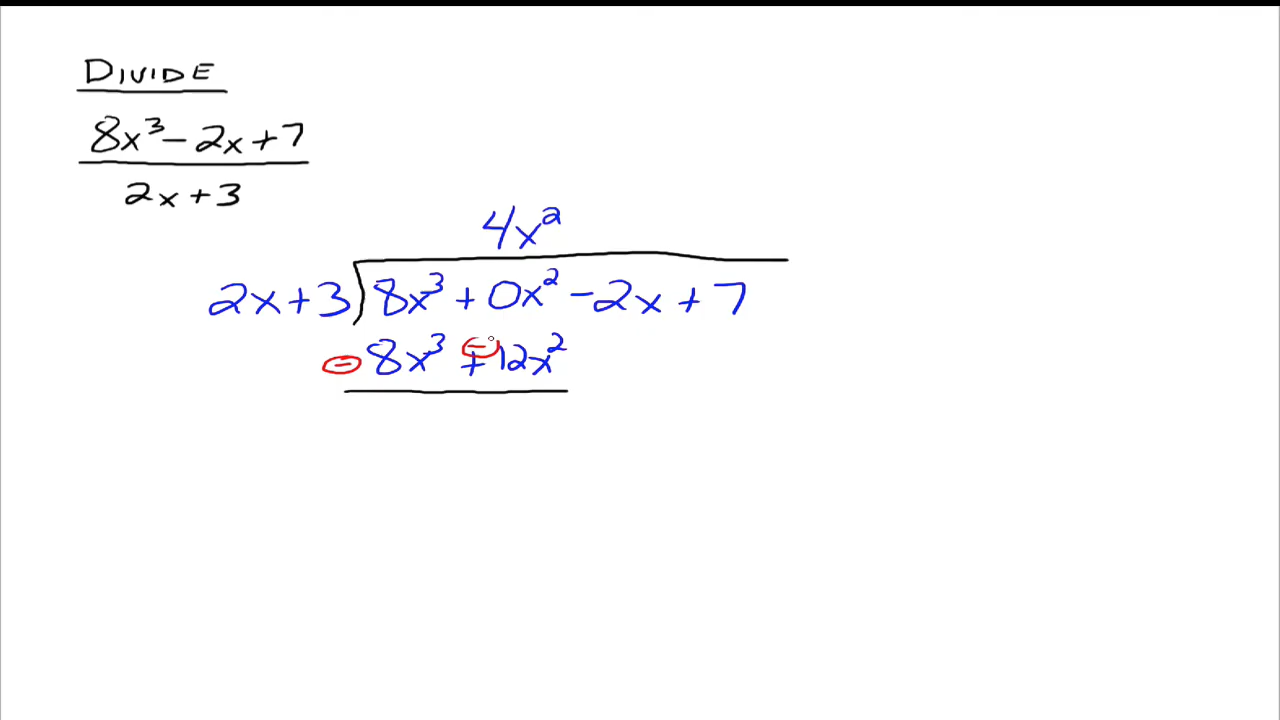 DIVIDE
8x³ - 2x + 7
2x + 3
4x²
2x + 3 8x³ + 0x² - 2x + 7
- 8x³ + - 12x²